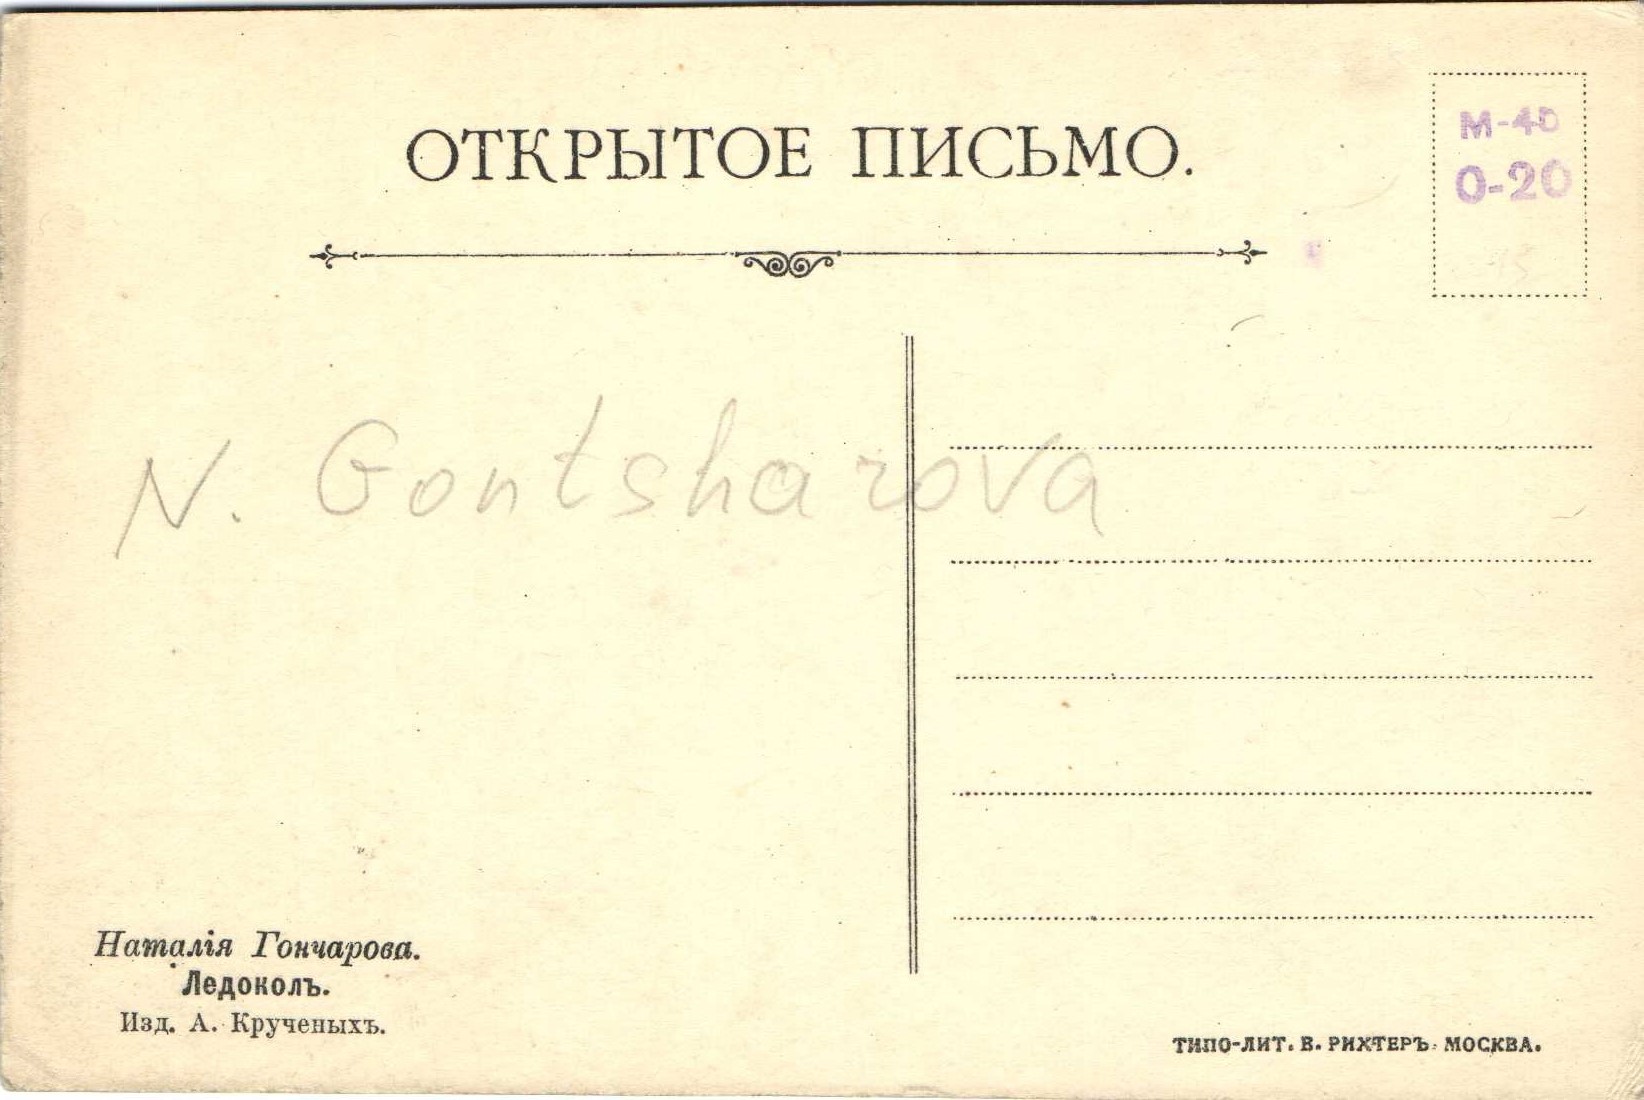 ОТКРЫТОЕ ПИСЬМО.
М-40
0-20
N. Gontsharova
Наталія Гончарова.
Ледоколъ.
Изд. А. Крученыхъ.
ТИПО-ЛИТ. В. РИХТЕРЪ. МОСКВА.